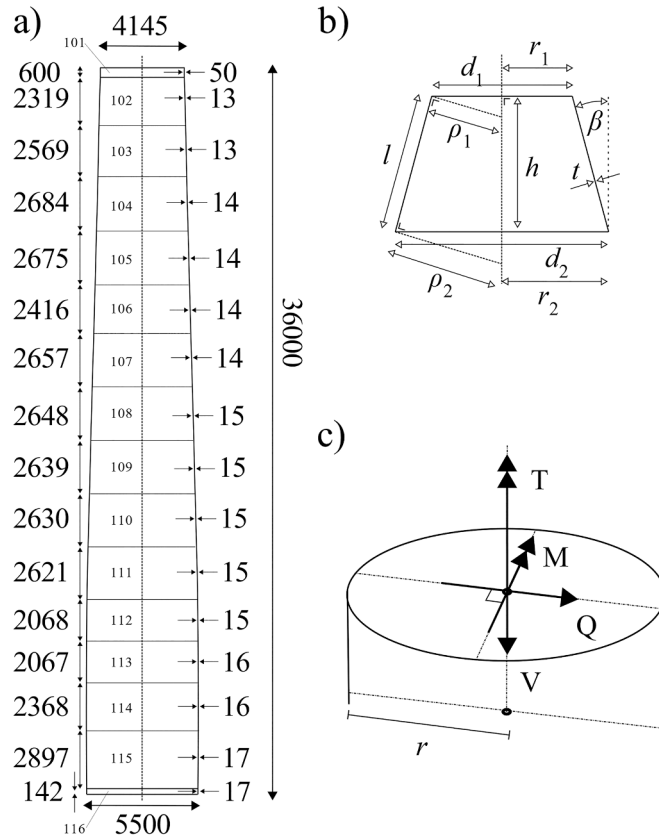 a)
4145
101
600 50
2319 102 13
2569 103 13
2684 104 14
2675 105 14
2416 106 14
2657 107 14
2648 108 15
2639 109 15
2630 110 15
2621 111 15
2068 112 15
2067 113 16
2368 114 16
2897 115 17
142 17
116
5500
36000
b)
r₁
d₁
β
ρ₁
l
h
t
d₂
ρ₂
r₂
c)
T
M
Q
V
r